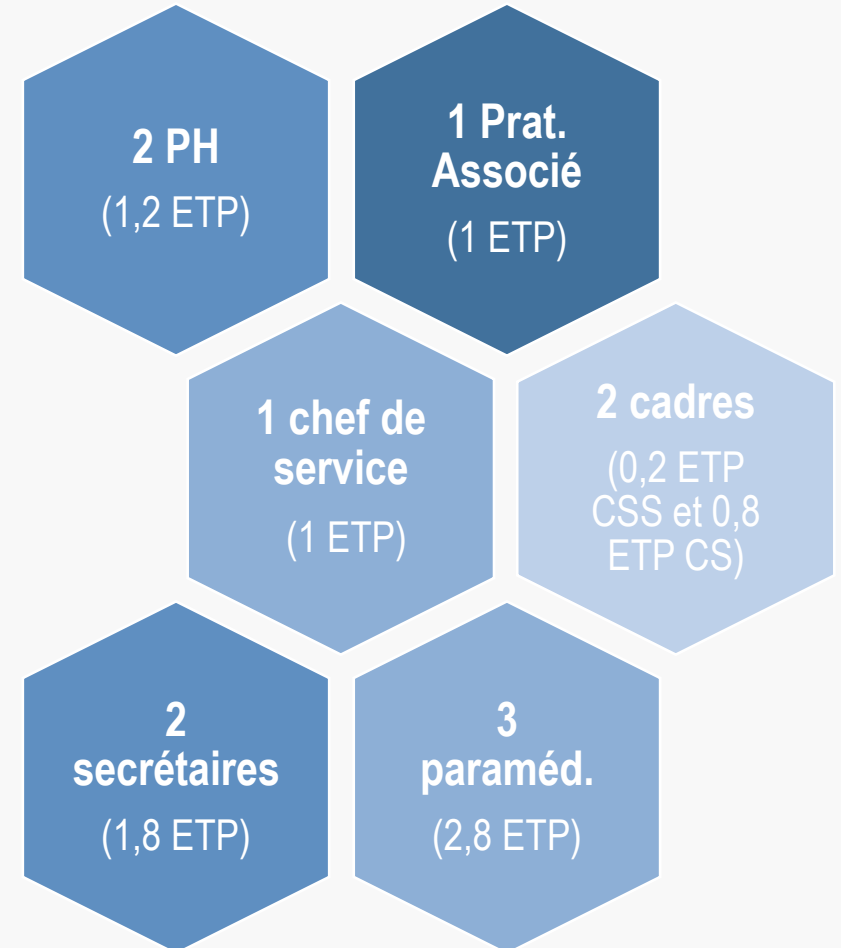 2 PH
(1,2 ETP)
1 Prat.
Associé
(1 ETP)
1 chef de
service
(1 ETP)
2 cadres
(0,2 ETP
CSS et 0,8
ETP CS)
2
secrétaires
(1,8 ETP)
3
paraméd.
(2,8 ETP)